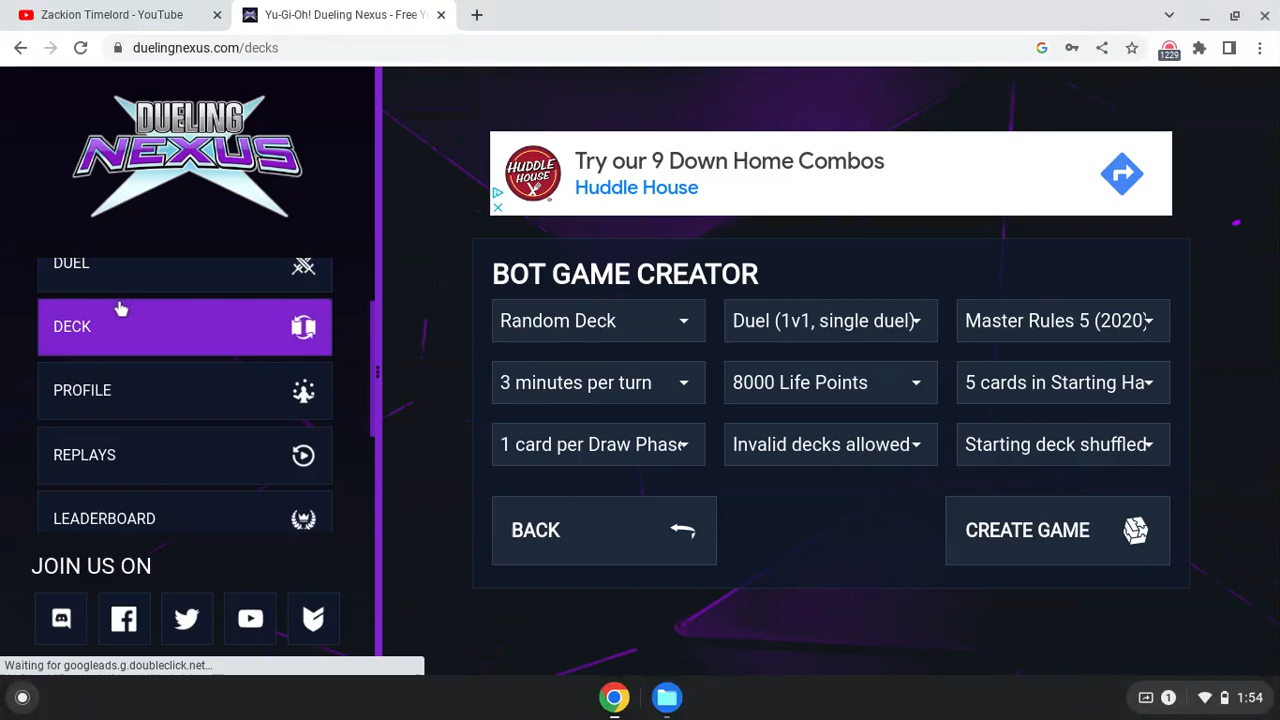 Zackion Timelord - YouTube
Yu-Gi-Oh! Dueling Nexus - Free Y
duelingnexus.com/decks
1229
DUELING
NEXUS
DUEL
DECK
PROFILE
REPLAYS
LEADERBOARD
JOIN US ON
HUDDLE
HOUSE
Try our 9 Down Home Combos
Huddle House
BOT GAME CREATOR
Random Deck
Duel (1v1, single duel)
Master Rules 5 (2020)
3 minutes per turn
8000 Life Points
5 cards in Starting Ha
1 card per Draw Phase
Invalid decks allowed
Starting deck shuffled
BACK
CREATE GAME
Waiting for googleads.g.doubleclick.net...
1
1:54